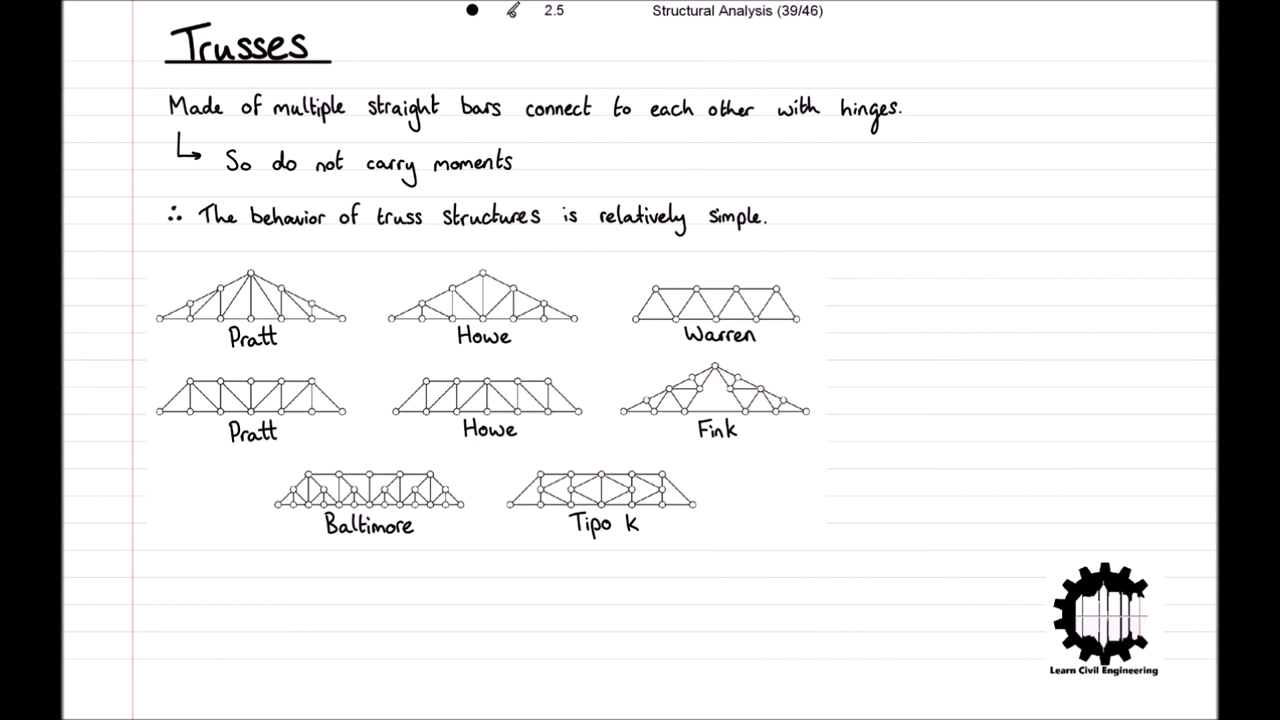 2.5 Structural Analysis (39/46)
Trusses
Made of multiple straight bars connect to each other with hinges.
So do not carry moments
∴ The behavior of truss structures is relatively simple.
Pratt Howe Warren
Pratt Howe Fink
Baltimore Tipo k
Learn Civil Engineering